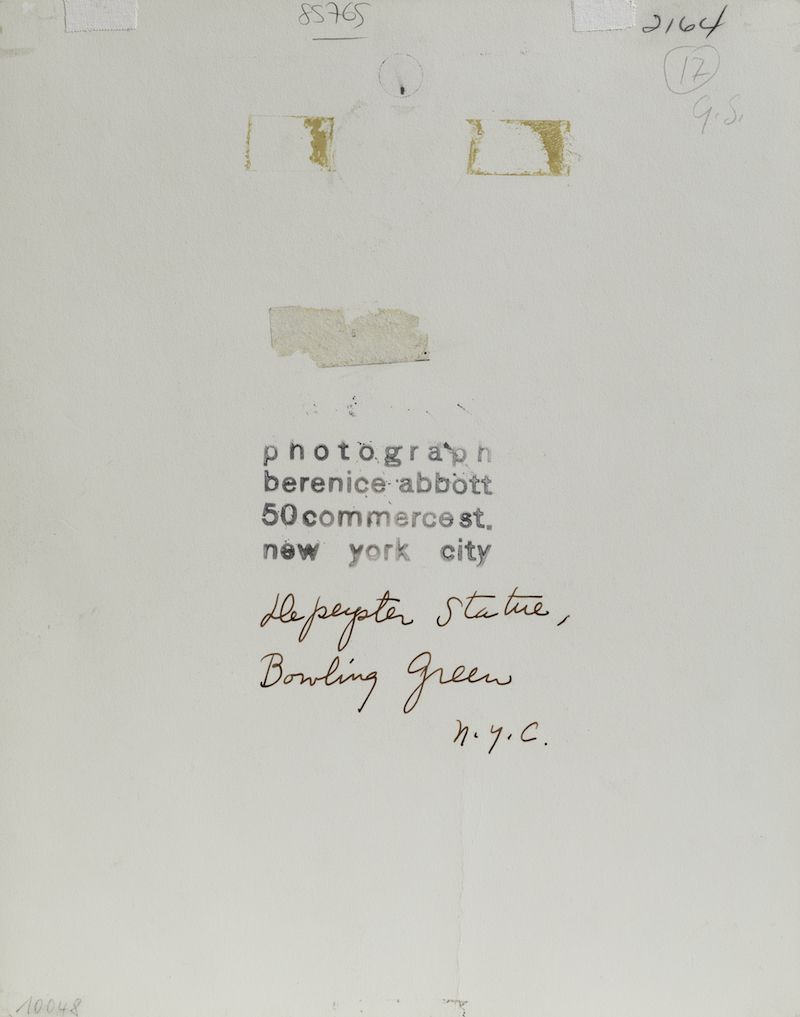 85765
2164
17
G.S.
photograph
berenice abbott
50 commerce st.
new york city
Depeyster Statue,
Bowling Green
N.Y.C.
10048